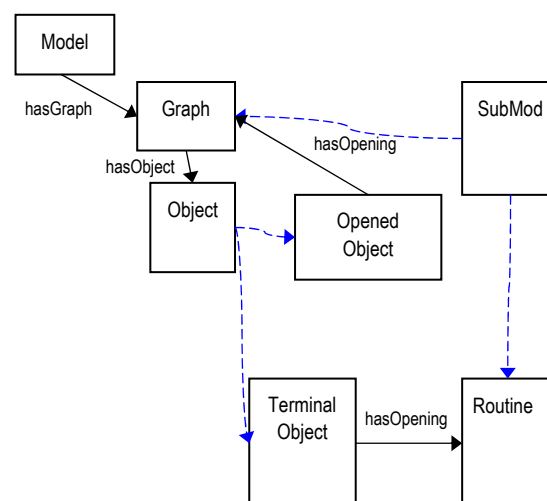 Model
hasGraph
Graph
SubMod
hasOpening
hasObject
Object
Opened
Object
Terminal
Object
hasOpening
Routine